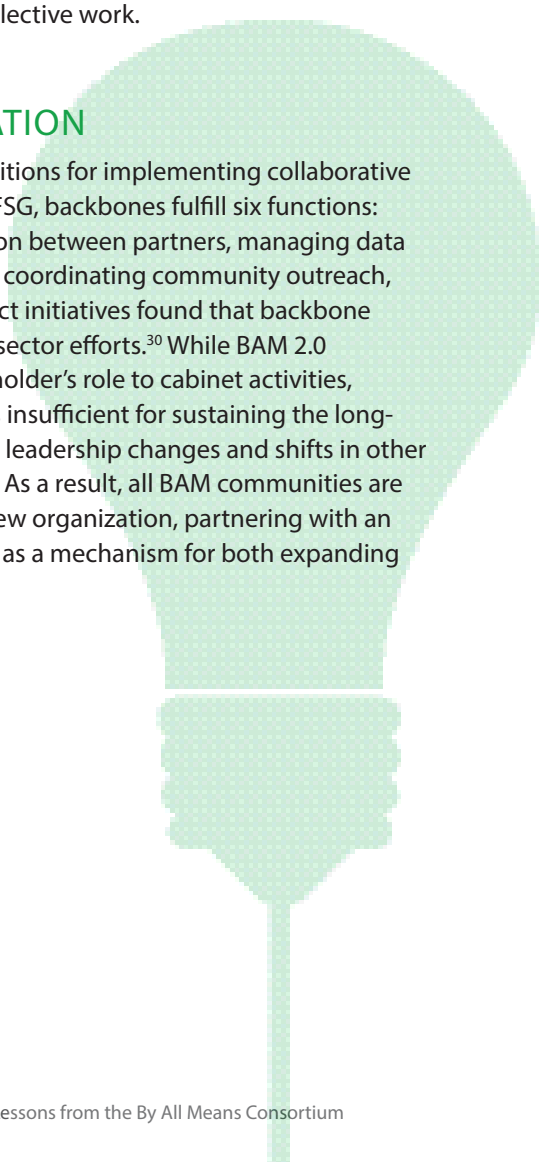 lective work.
ATION
itions for implementing collaborative
FSG, backbones fulfill six functions:
on between partners, managing data
coordinating community outreach,
ct initiatives found that backbone
sector efforts.30 While BAM 2.0
holder’s role to cabinet activities,
insufficient for sustaining the long-
leadership changes and shifts in other
As a result, all BAM communities are
ew organization, partnering with an
as a mechanism for both expanding
essons from the By All Means Consortium